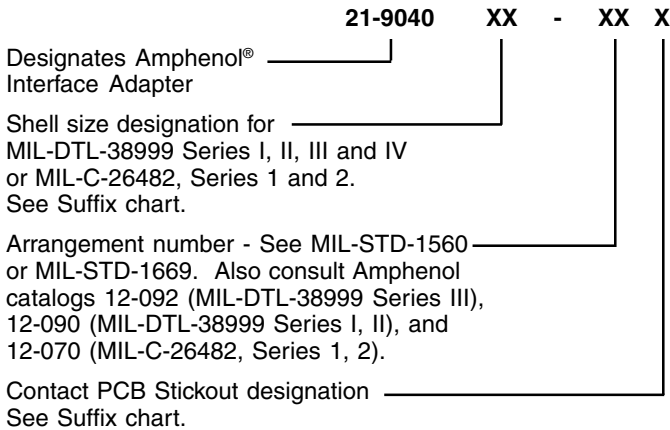 21-9040 XX - XX X
Designates Amphenol®
Interface Adapter
Shell size designation for
MIL-DTL-38999 Series I, II, III and IV
or MIL-C-26482, Series 1 and 2.
See Suffix chart.
Arrangement number - See MIL-STD-1560
or MIL-STD-1669. Also consult Amphenol
catalogs 12-092 (MIL-DTL-38999 Series III),
12-090 (MIL-DTL-38999 Series I, II), and
12-070 (MIL-C-26482, Series 1, 2).
Contact PCB Stickout designation
See Suffix chart.